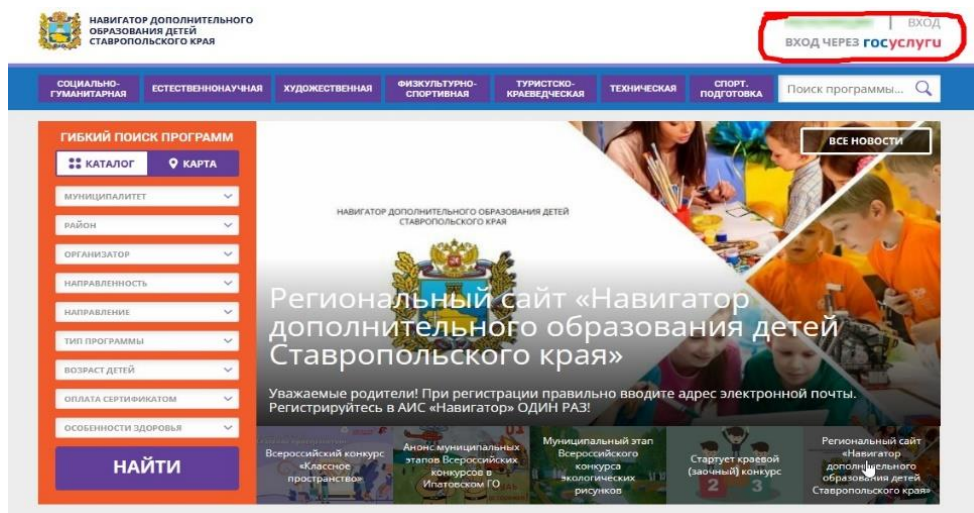 НАВИГАТОР ДОПОЛНИТЕЛЬНОГО
ОБРАЗОВАНИЯ ДЕТЕЙ
СТАВРОПОЛЬСКОГО КРАЯ
ВХОД
ВХОД ЧЕРЕЗ госуслуги
СОЦИАЛЬНО-
ГУМАНИТАРНАЯ
ЕСТЕСТВЕННОНАУЧНАЯ
ХУДОЖЕСТВЕННАЯ
ФИЗКУЛЬТУРНО-
СПОРТИВНАЯ
ТУРИСТСКО-
КРАЕВЕДЧЕСКАЯ
ТЕХНИЧЕСКАЯ
СПОРТ.
ПОДГОТОВКА
Поиск программы...
ГИБКИЙ ПОИСК ПРОГРАММ
КАТАЛОГ
КАРТА
МУНИЦИПАЛИТЕТ
РАЙОН
ОРГАНИЗАТОР
НАПРАВЛЕННОСТЬ
НАПРАВЛЕНИЕ
ТИП ПРОГРАММЫ
ВОЗРАСТ ДЕТЕЙ
ОПЛАТА СЕРТИФИКАТОМ
ОСОБЕННОСТИ ЗДОРОВЬЯ
НАЙТИ
ВСЕ НОВОСТИ
НАВИГАТОР ДОПОЛНИТЕЛЬНОГО ОБРАЗОВАНИЯ ДЕТЕЙ
СТАВРОПОЛЬСКОГО КРАЯ
Региональный сайт «Навигатор
дополнительного образования детей
Ставропольского края»
Уважаемые родители! При регистрации правильно вводите адрес электронной почты.
Регистрируйтесь в АИС «Навигатор» ОДИН РАЗ!
Всероссийский конкурс
«Классное
пространство»
Анонс муниципальных
этапов Всероссийских
конкурсов в
Ипатовском ГО
Муниципальный этап
Всероссийского
конкурса
экологических
рисунков
Стартует краевой
(заочный) конкурс
2 3
Региональный сайт
«Навигатор
дополнительного
образования детей
Ставропольского края»